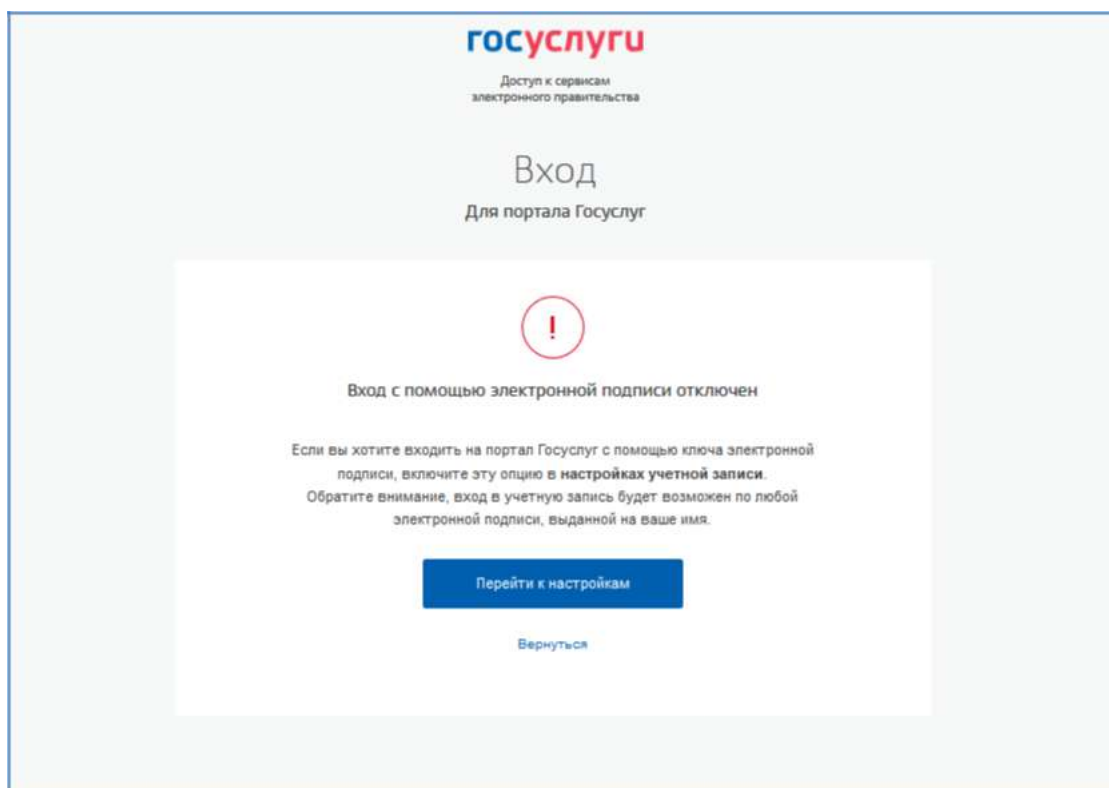 госуслуги
Доступ к сервисам
электронного правительства
Вход
Для портала Госуслуг
!
Вход с помощью электронной подписи отключен
Если вы хотите входить на портал Госуслуг с помощью ключа электронной
подписи, включите эту опцию в настройках учетной записи.
Обратите внимание, вход в учетную запись будет возможен по любой
электронной подписи, выданной на ваше имя.
Перейти к настройкам
Вернуться